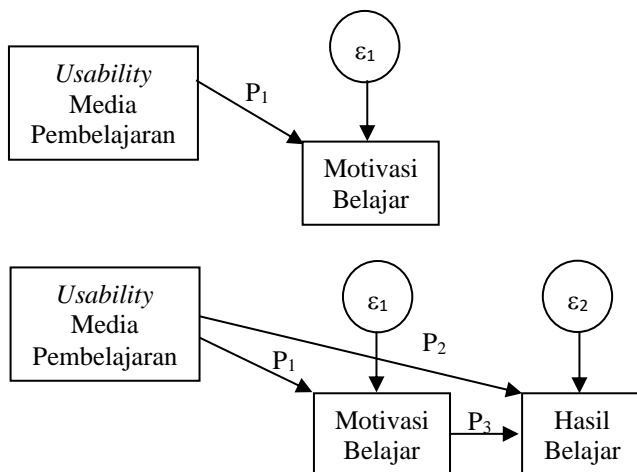 ε1
Usability
Media
Pembelajaran
P1
Motivasi
Belajar
Usability
Media
Pembelajaran
ε1
ε2
P2
P1
Motivasi
Belajar
P3
Hasil
Belajar